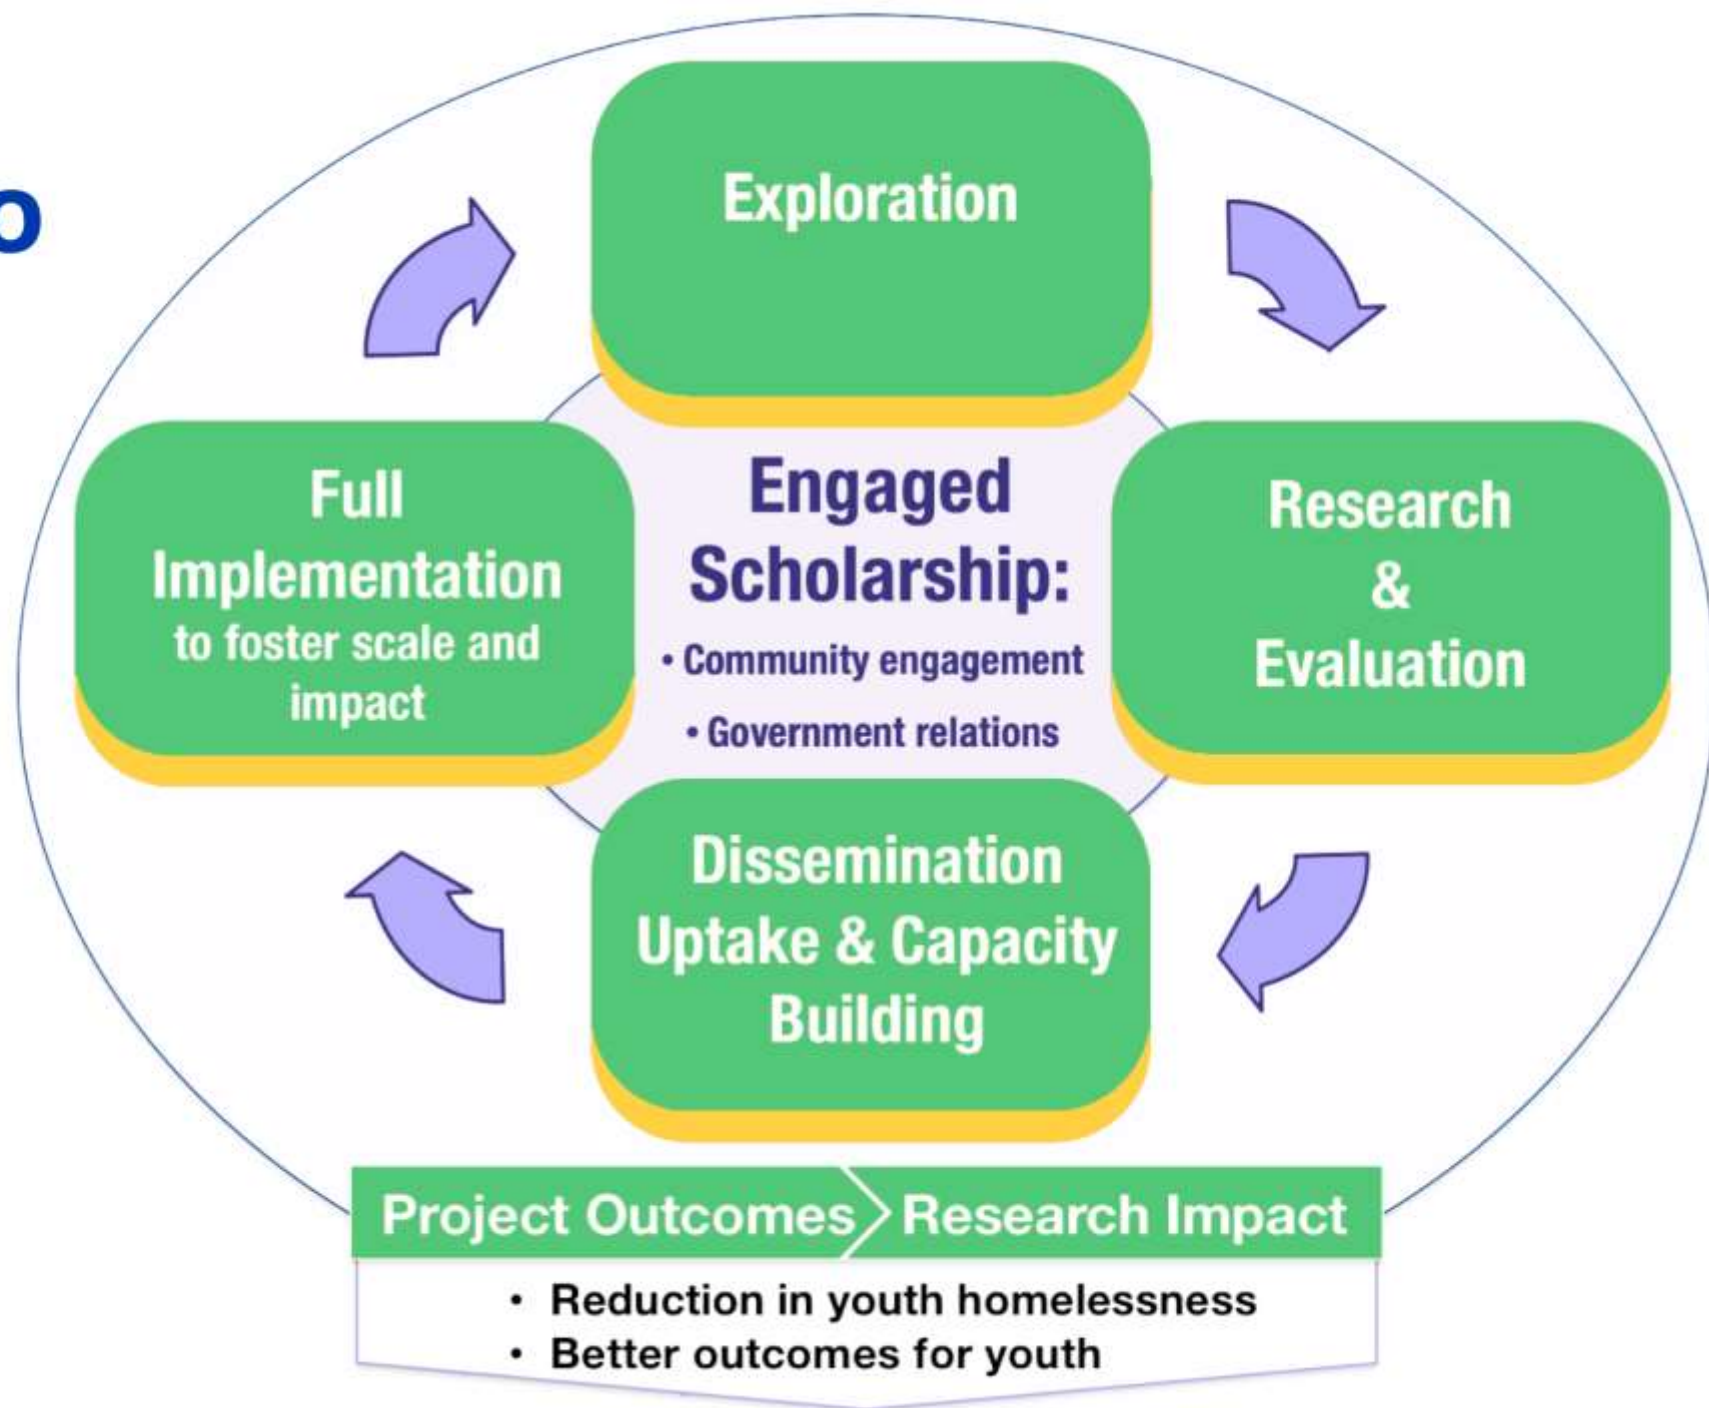 Exploration
Full
Implementation
to foster scale and
impact
Engaged
Scholarship:
• Community engagement
• Government relations
Research
&
Evaluation
Dissemination
Uptake & Capacity
Building
Project Outcomes Research Impact
• Reduction in youth homelessness
• Better outcomes for youth